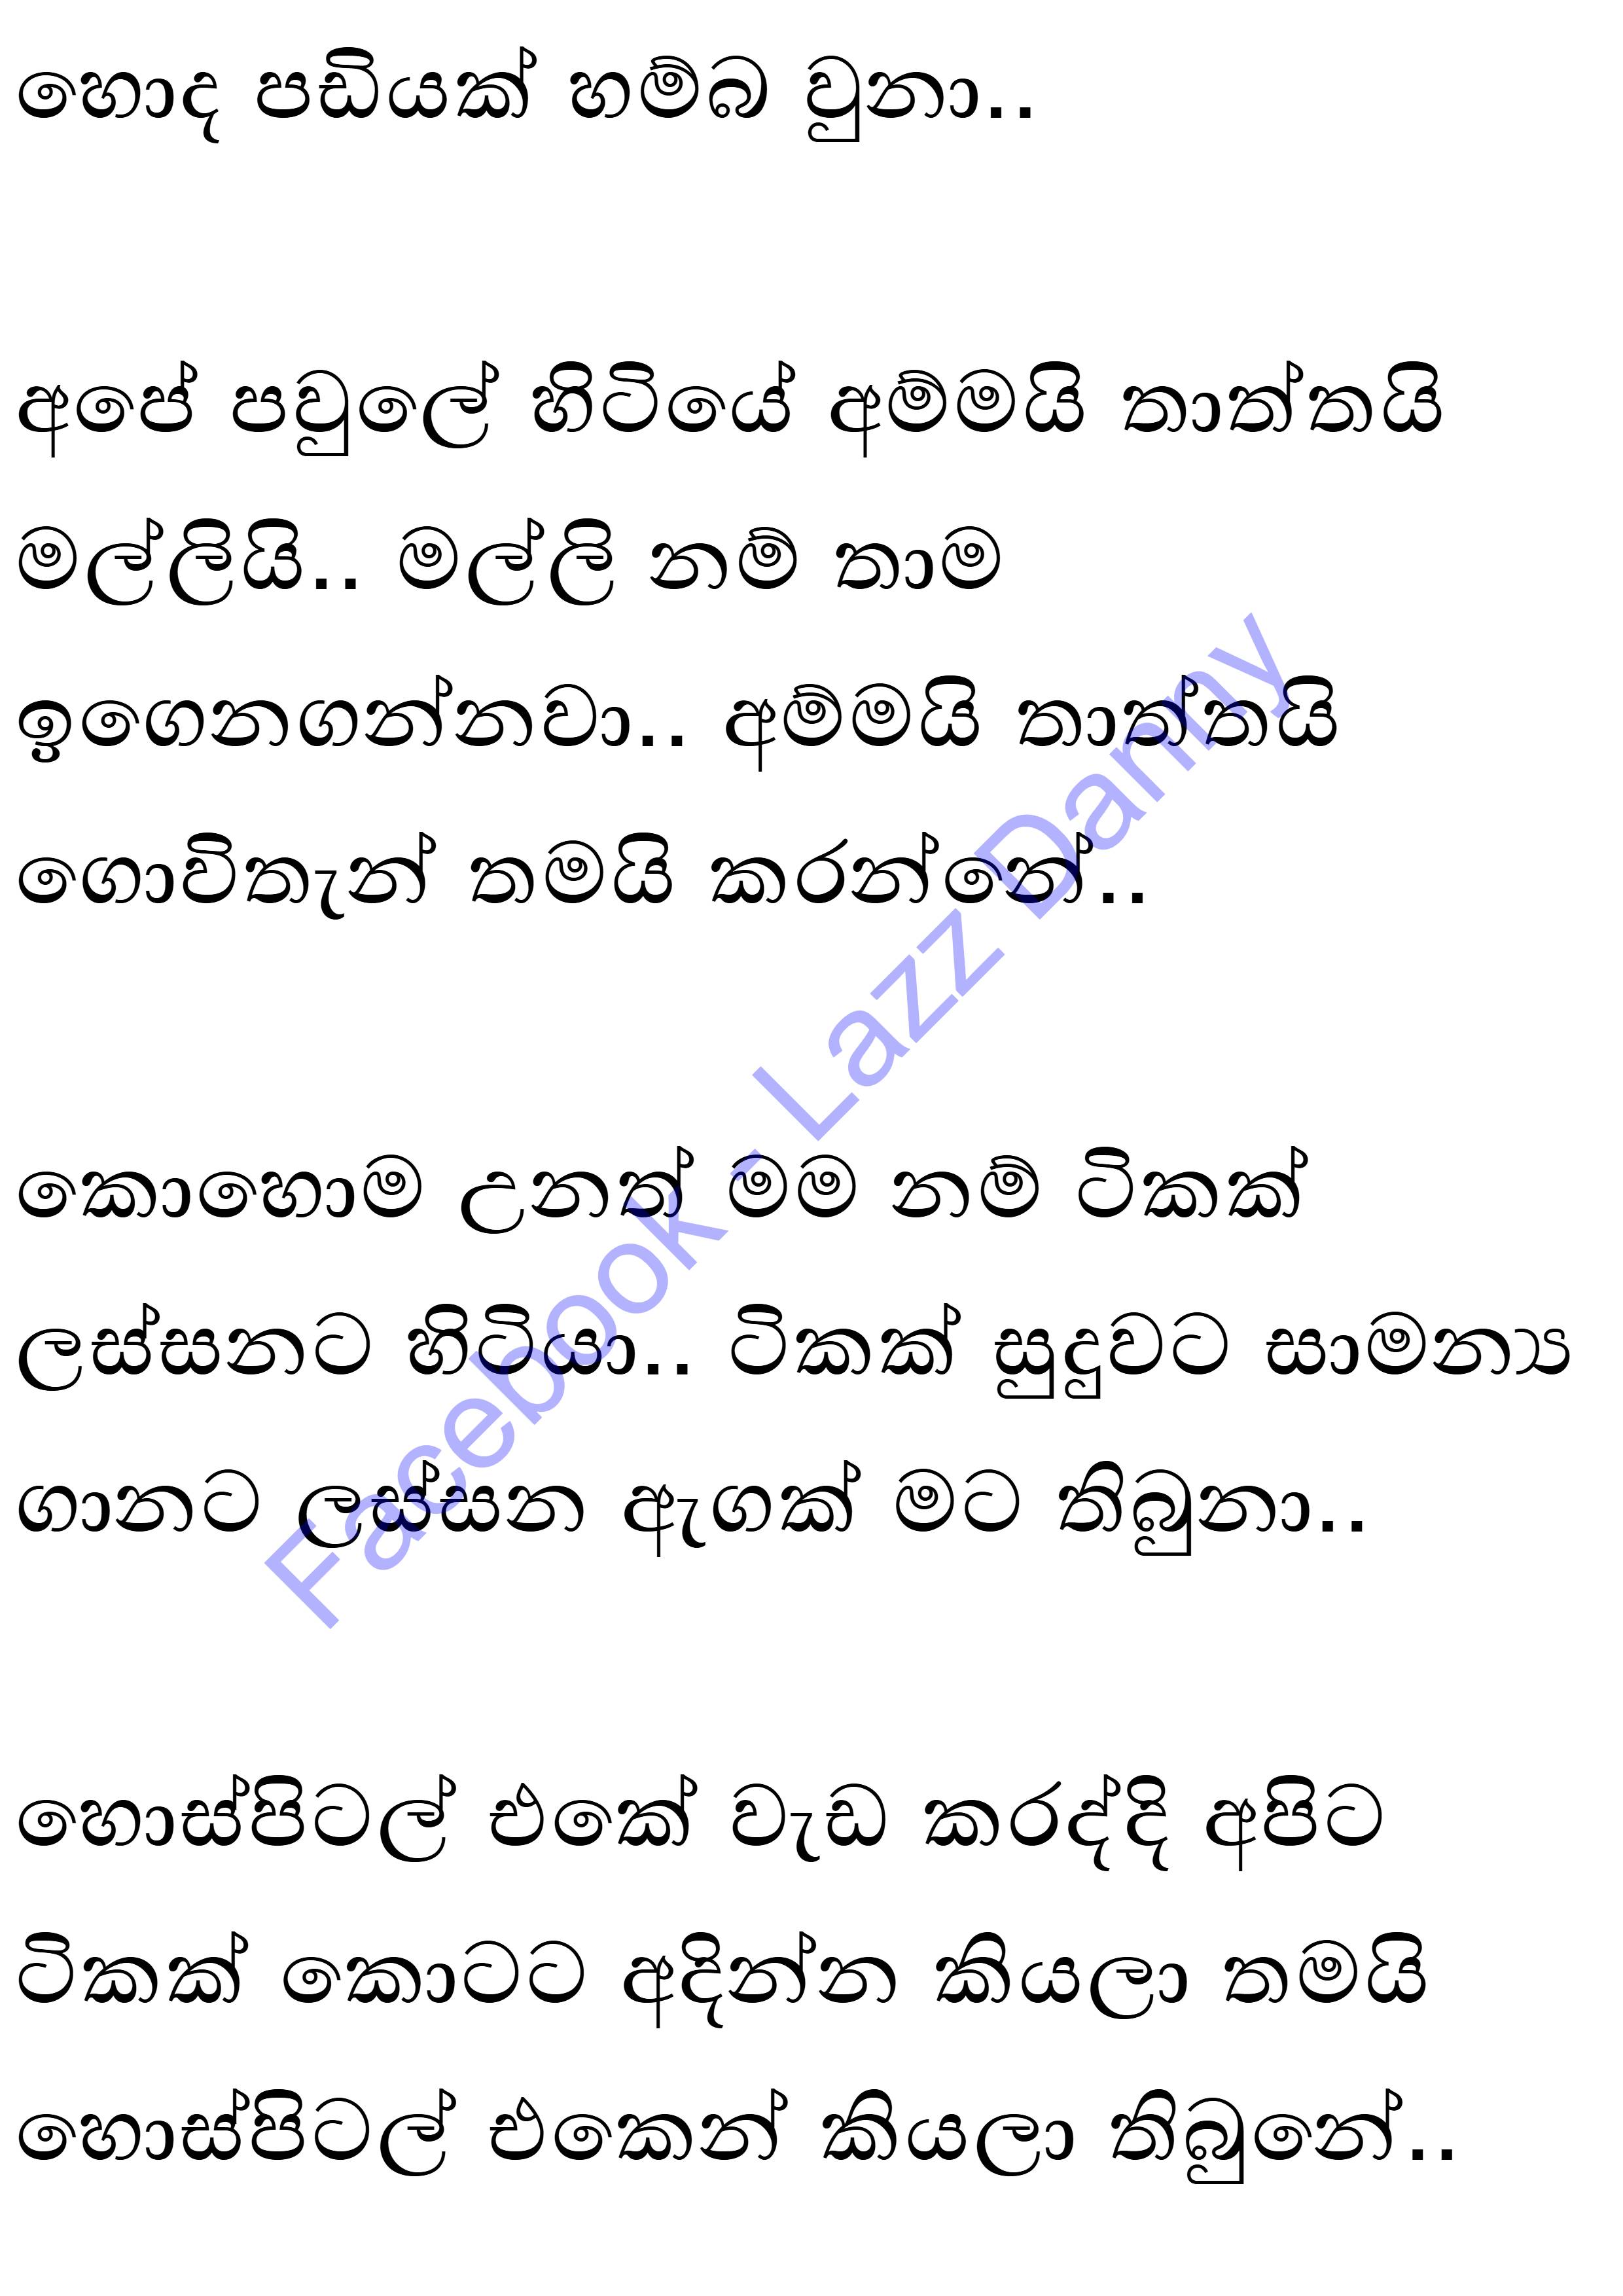 හොද පඩියක් හම්බ වුනා..
අපේ පවුලේ හිටියේ අම්මයි තාත්තයි
මල්ලියි.. මල්ලි නම් තාම
ඉගෙනගන්නවා.. අම්මයි තාත්තයි
ගොවිතැන් තමයි කරන්නේ..
කොහොම උනත් මම නම් ටිකක්
ලස්සනට හිටියා.. ටිකක් සුදුවට සාමන්‍ය
ගානට ලස්සන ඇගක් මට තිබුනා..
හොස්පිටල් එකේ වැඩ කරද්දි අපිට
ටිකක් කොටට අදින්න කියලා තමයි
හොස්පිටල් එකෙන් කියලා තිබුනේ..
Facebook - Lazz Danny